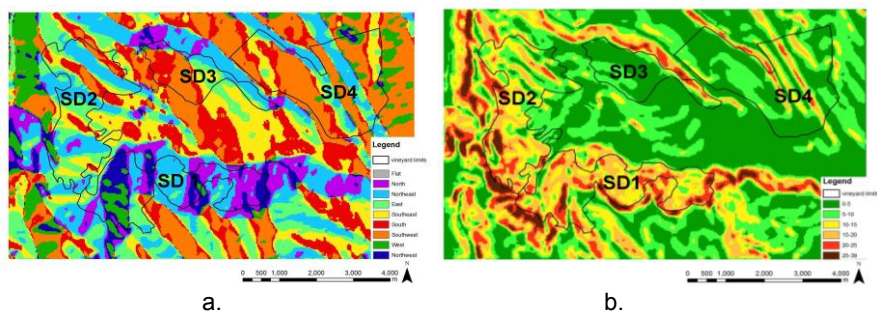 SD2
SD3
SD4
SD
Legend
vineyard limits
Flat
North
Northeast
East
Southeast
South
Southwest
West
Northwest
N
0 500 1,000 2,000 3,000 4,000
m
a.
SD2
SD3
SD4
SD1
Legend
vineyard limits
0-5
5-10
10-15
15-20
20-25
25-39
N
0 500 1,000 2,000 3,000 4,000
m
b.